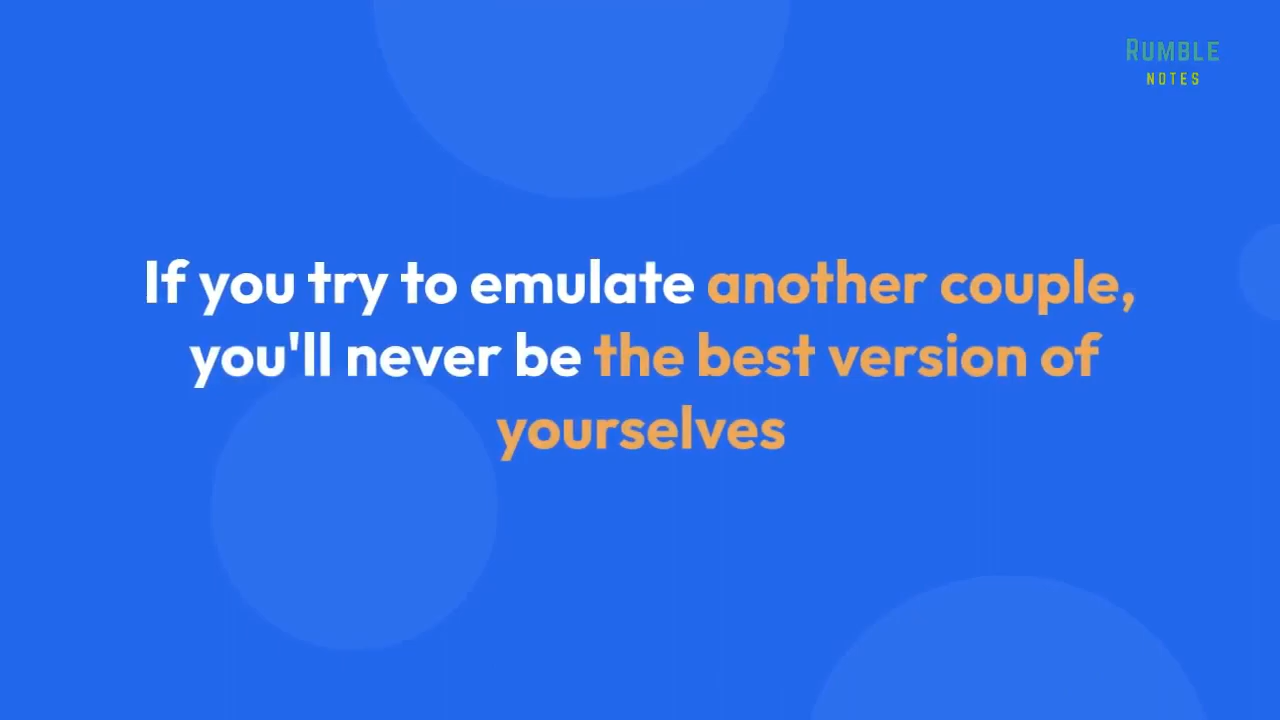 RUMBLE
NOTES
If you try to emulate another couple,
you'll never be the best version of
yourselves